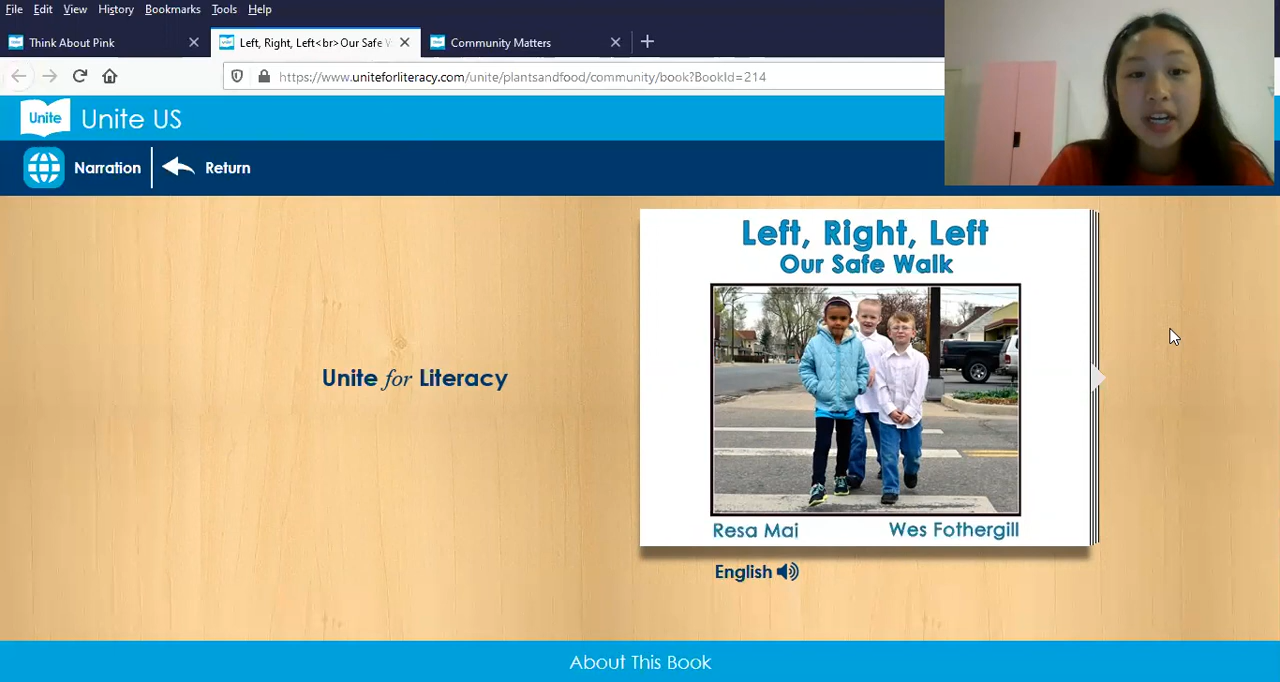 File Edit View History Bookmarks Tools Help
Think About Pink
Left, Right, Left<br>Our Safe W
Community Matters
https://www.uniteforliteracy.com/unite/plantsandfood/community/book?BookId=214
Unite
Unite US
Narration
Return
Left, Right, Left
Our Safe Walk
Unite for Literacy
Resa Mai
Wes Fothergill
English
About This Book